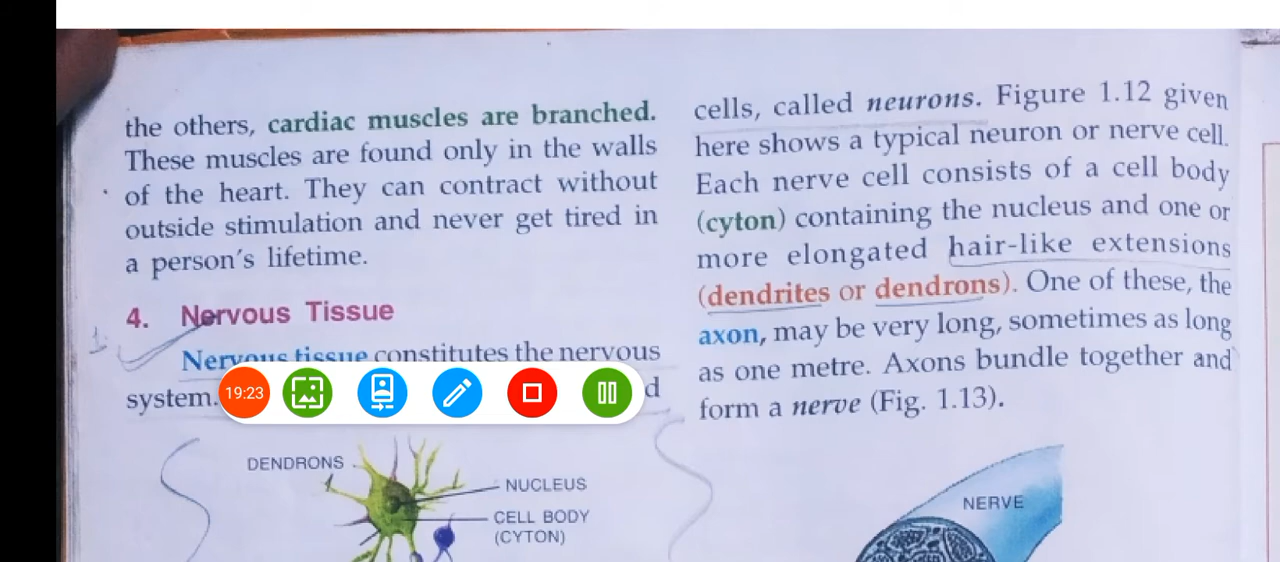 the others, cardiac muscles are branched.
These muscles are found only in the walls
of the heart. They can contract without
outside stimulation and never get tired in
a person's lifetime.
4. Nervous Tissue
Nervous tissue constitutes the nervous
system.
19:23
DENDRONS
NUCLEUS
CELL BODY
(CYTON)
cells, called neurons. Figure 1.12 given
here shows a typical neuron or nerve cell.
Each nerve cell consists of a cell body
(cyton) containing the nucleus and one or
more elongated hair-like extensions
(dendrites or dendrons). One of these, the
axon, may be very long, sometimes as long
as one metre. Axons bundle together and
form a nerve (Fig. 1.13).
NERVE